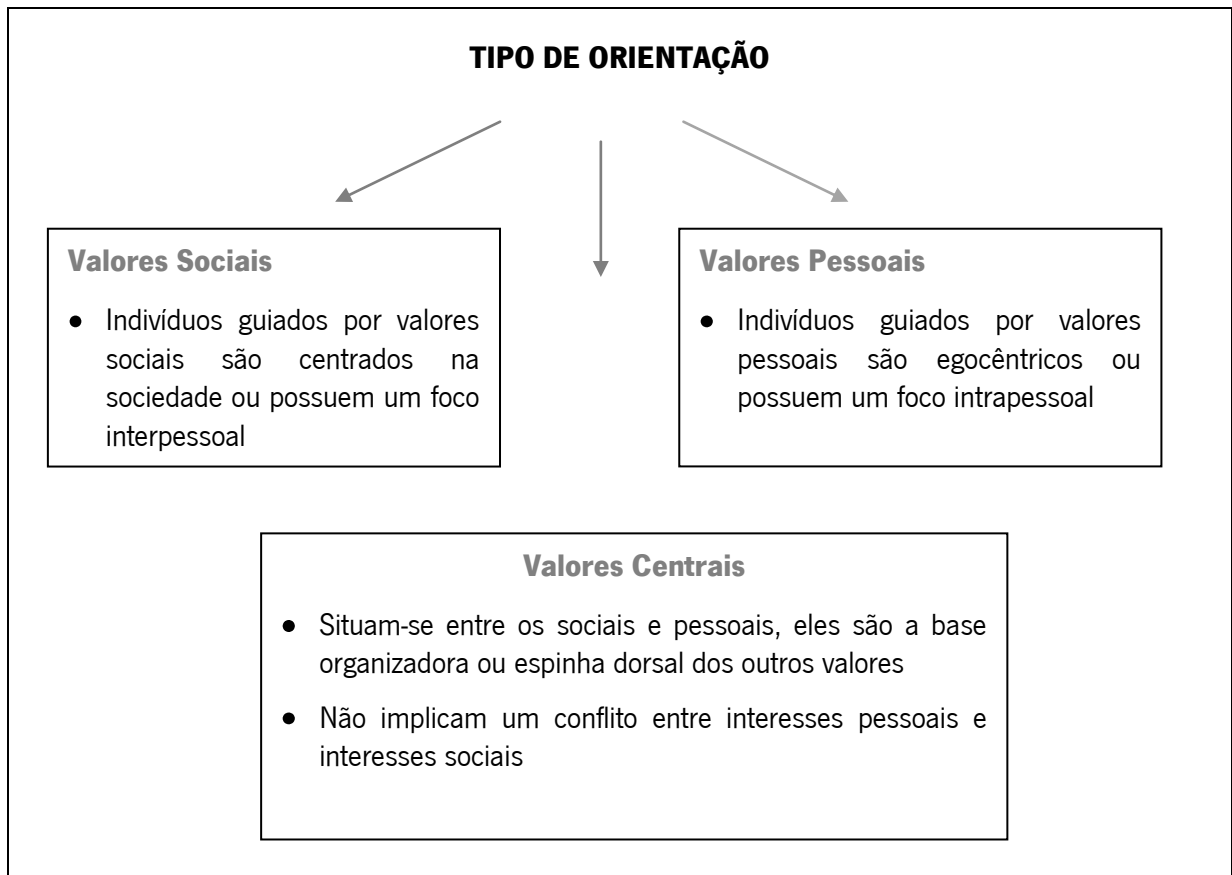 TIPO DE ORIENTAÇÃO
Valores Sociais
● Indivíduos guiados por valores
sociais são centrados na
sociedade ou possuem um foco
interpessoal
Valores Pessoais
● Indivíduos guiados por valores
pessoais são egocêntricos ou
possuem um foco intrapessoal
Valores Centrais
● Situam-se entre os sociais e pessoais, eles são a base
organizadora ou espinha dorsal dos outros valores
● Não implicam um conflito entre interesses pessoais e
interesses sociais